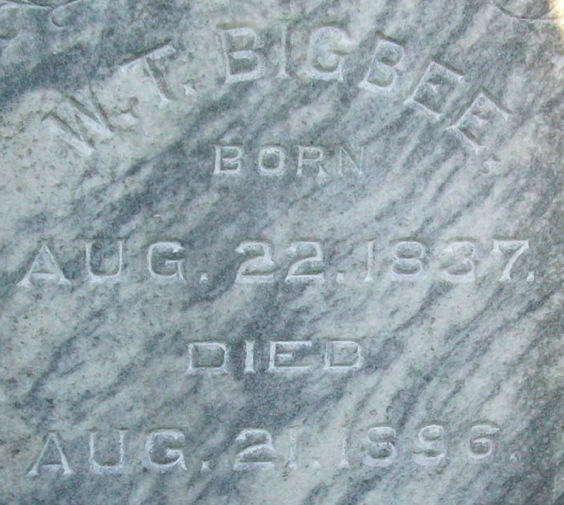 W.T. BIGBEE.
BORN
AUG. 22. 1837.
DIED
AUG. 21. 1896.